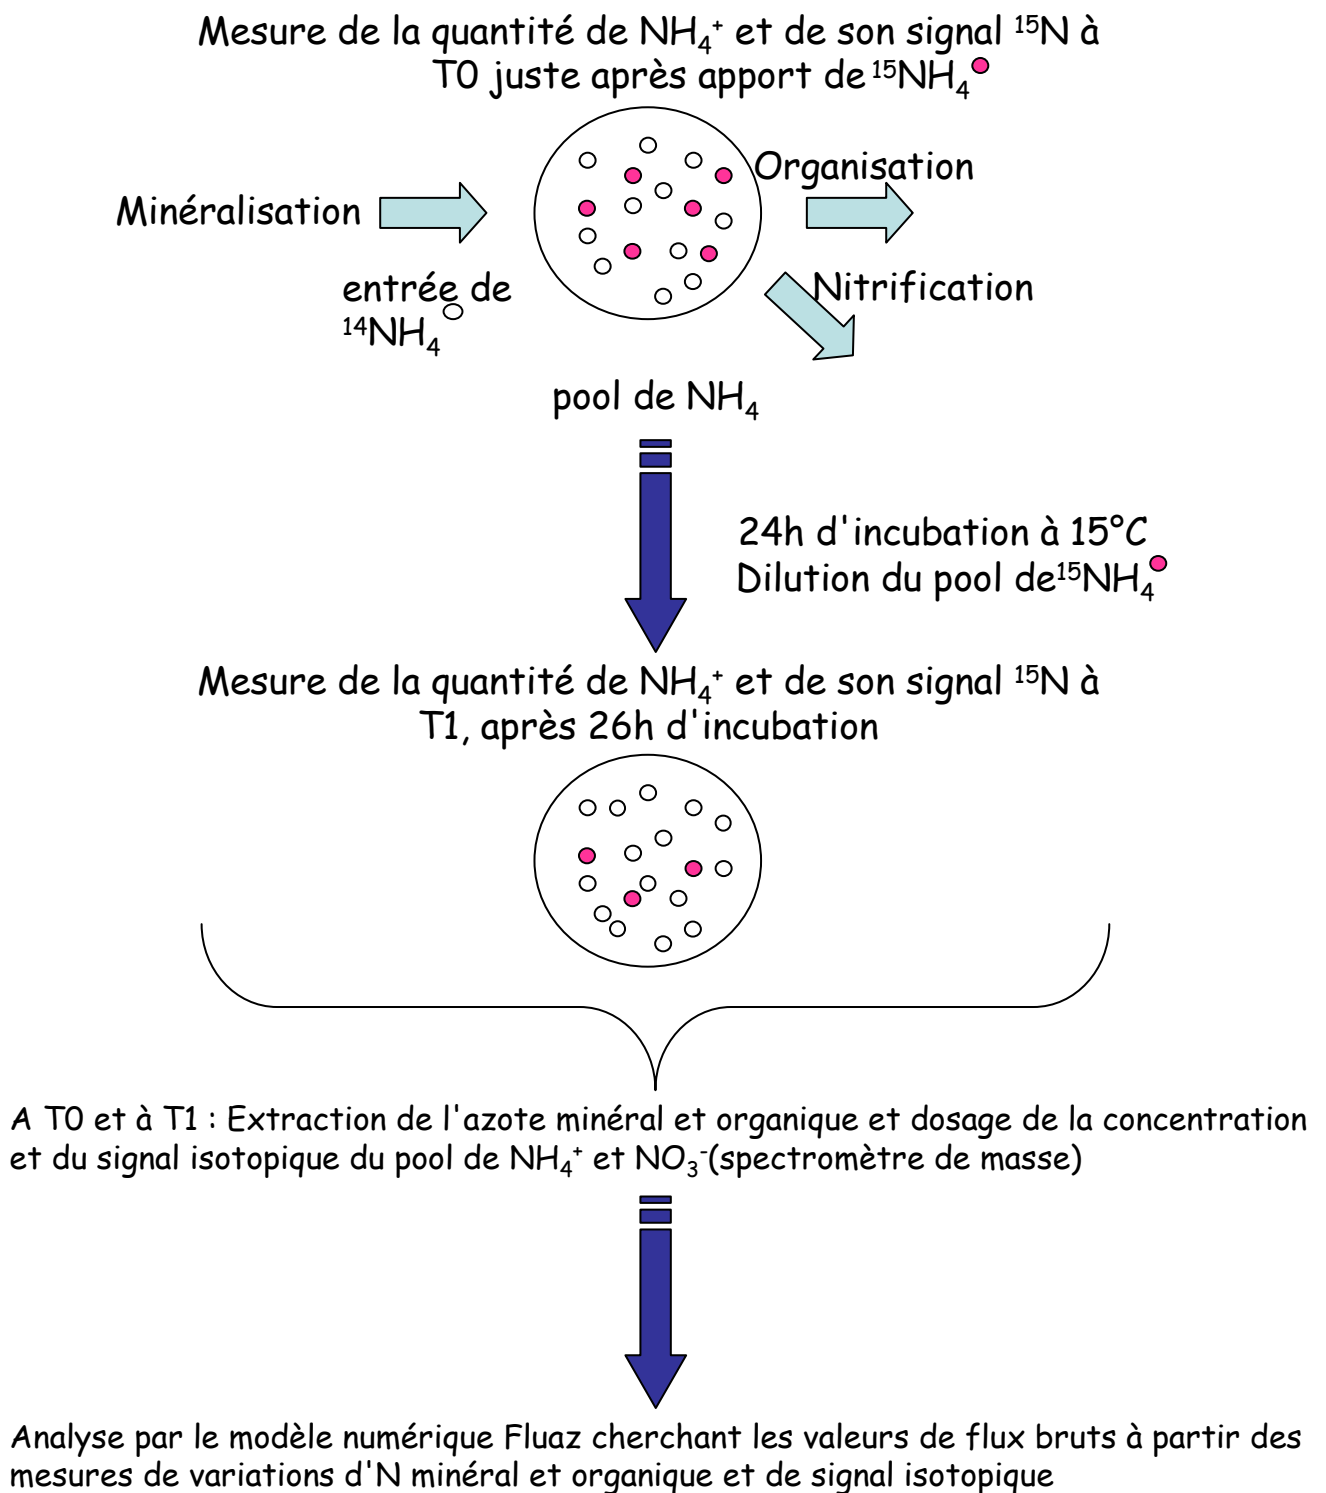 Mesure de la quantité de NH₄⁺ et de son signal ¹⁵N à
T0 juste après apport de ¹⁵NH₄
Organisation
Minéralisation
entrée de
¹⁴NH₄
Nitrification
pool de NH₄
24h d'incubation à 15°C
Dilution du pool de¹⁵NH₄
Mesure de la quantité de NH₄⁺ et de son signal ¹⁵N à
T1, après 26h d'incubation
A T0 et à T1 : Extraction de l'azote minéral et organique et dosage de la concentration
et du signal isotopique du pool de NH₄⁺ et NO₃⁻(spectromètre de masse)
Analyse par le modèle numérique Fluaz cherchant les valeurs de flux bruts à partir des
mesures de variations d'N minéral et organique et de signal isotopique